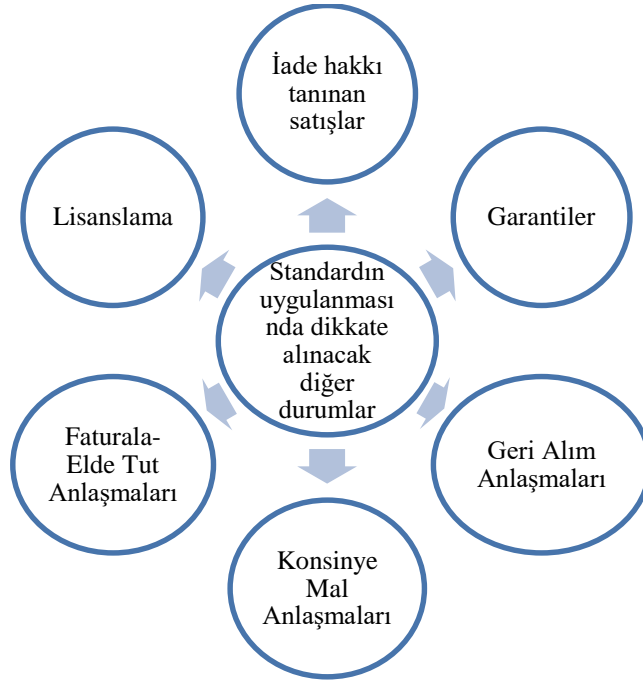 İade hakkı
tanınan
satışlar
Lisanslama
Garantiler
Standardın
uygulanması
nda dikkate
alınacak
diğer
durumlar
Faturala-
Elde Tut
Anlaşmaları
Geri Alım
Anlaşmaları
Konsinye
Mal
Anlaşmaları